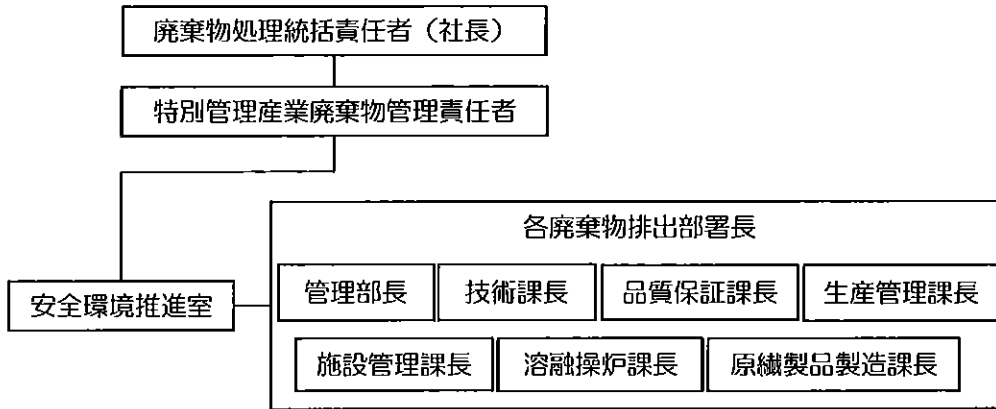 廃棄物処理統括責任者（社長）
特別管理産業廃棄物管理責任者
各廃棄物排出部署長
管理部長 技術課長 品質保証課長 生産管理課長
安全環境推進室
施設管理課長 溶融操炉課長 原繊製品製造課長